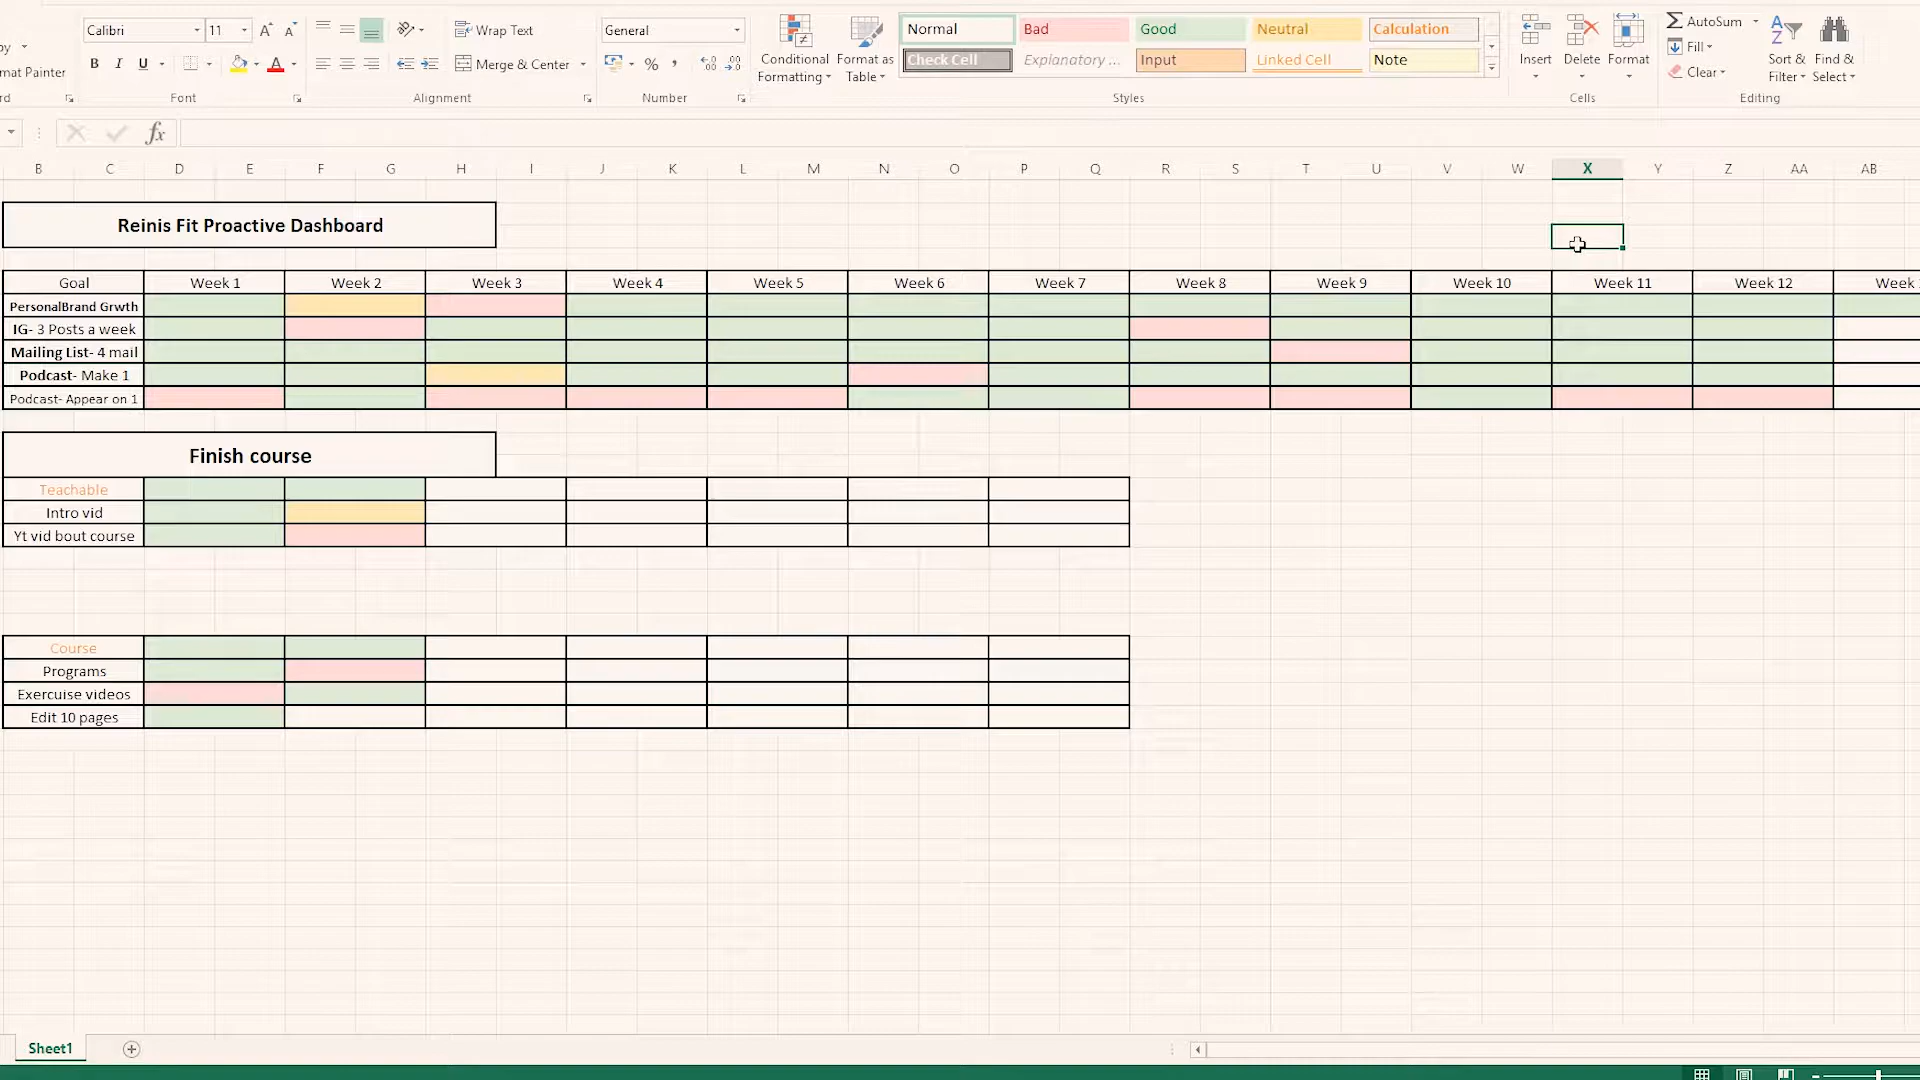 Calibri 11 Wrap Text General Normal Bad Good Neutral Calculation AutoSum
Conditional Formatting Format as Table Check Cell Explanatory ... Input Linked Cell Note Insert Delete Format Fill Sort & Filter Find & Select
mat Painter B I U Merge & Center % , Clear
rd Font Alignment Number Styles Cells Editing
fx
B C D E F G H I J K L M N O P Q R S T U V W X Y Z AA AB
Reinis Fit Proactive Dashboard
Goal Week 1 Week 2 Week 3 Week 4 Week 5 Week 6 Week 7 Week 8 Week 9 Week 10 Week 11 Week 12 Week
PersonalBrand Grwth
IG- 3 Posts a week
Mailing List- 4 mail
Podcast- Make 1
Podcast- Appear on 1
Finish course
Teachable
Intro vid
Yt vid bout course
Course
Programs
Exercuise videos
Edit 10 pages
Sheet1